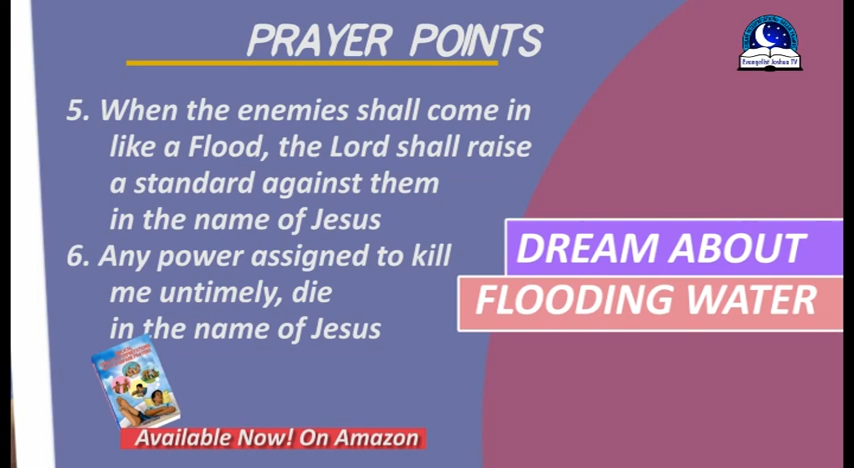 PRAYER POINTS
Evangelist Joshua TV
5. When the enemies shall come in
like a Flood, the Lord shall raise
a standard against them
in the name of Jesus
6. Any power assigned to kill
me untimely, die
in the name of Jesus
DREAM ABOUT
FLOODING WATER
Available Now! On Amazon